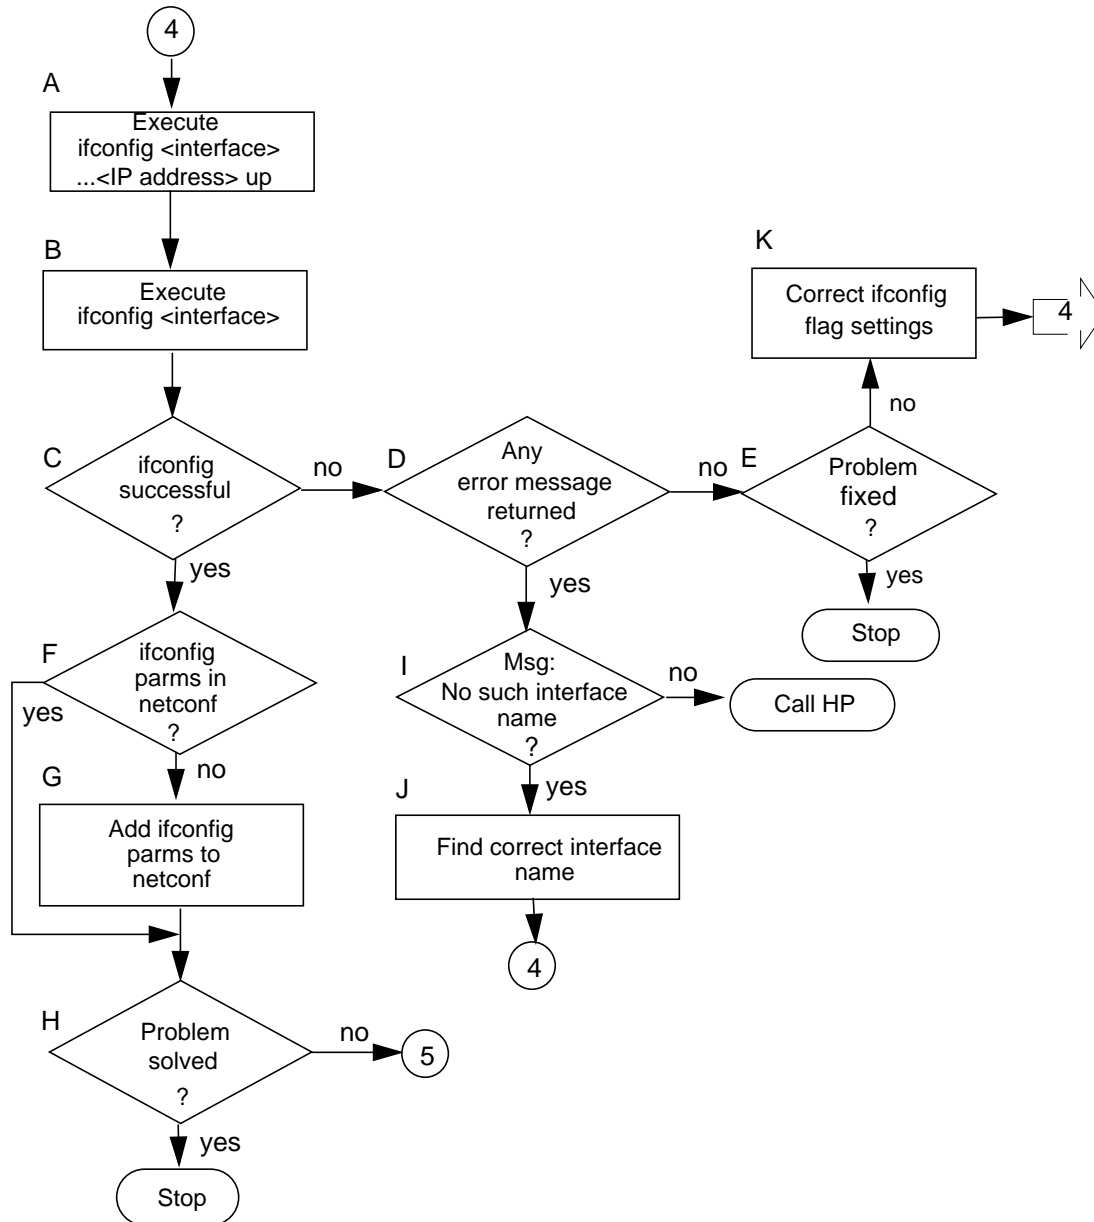 4
A
Execute
ifconfig <interface>
...<IP address> up
B
Execute
ifconfig <interface>
K
Correct ifconfig
flag settings
4
no
C
ifconfig
successful
?
no
D
Any
error message
returned
?
no
E
Problem
fixed
?
yes
yes
yes
Stop
F
ifconfig
parms in
netconf
?
yes
no
I
Msg:
No such interface
name
?
no
Call HP
yes
G
Add ifconfig
parms to
netconf
J
Find correct interface
name
4
H
Problem
solved
?
no
5
yes
Stop